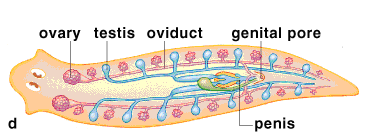 ovary testis oviduct genital pore
penis
d